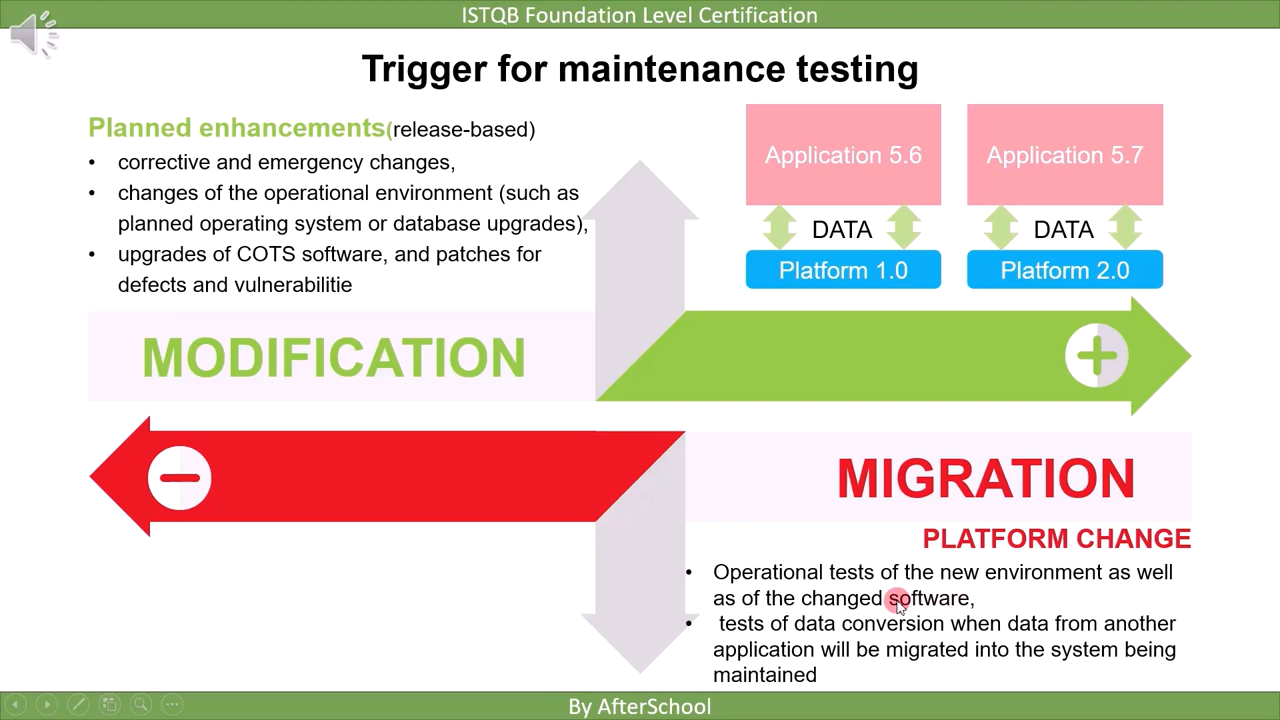 ISTQB Foundation Level Certification
Trigger for maintenance testing
Planned enhancements(release-based)
• corrective and emergency changes,
• changes of the operational environment (such as
planned operating system or database upgrades),
• upgrades of COTS software, and patches for
defects and vulnerabilitie
Application 5.6
Application 5.7
DATA
DATA
Platform 1.0
Platform 2.0
MODIFICATION
MIGRATION
PLATFORM CHANGE
• Operational tests of the new environment as well
as of the changed software,
• tests of data conversion when data from another
application will be migrated into the system being
maintained
By AfterSchool